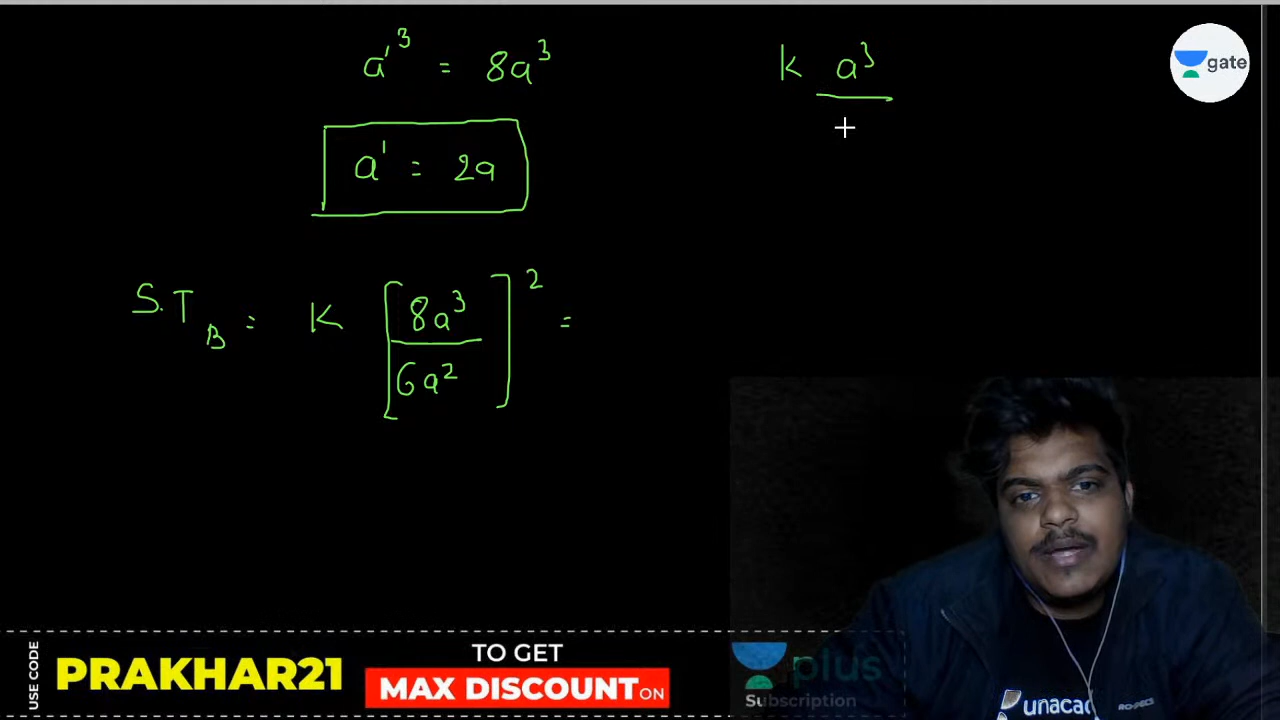 a'³ = 8a³
k a³
a' = 2a
S.T_B = K [8a³/6a²]² =
gate
USE CODE
PRAKHAR21
TO GET
MAX DISCOUNT ON
plus
Subscription
unacad